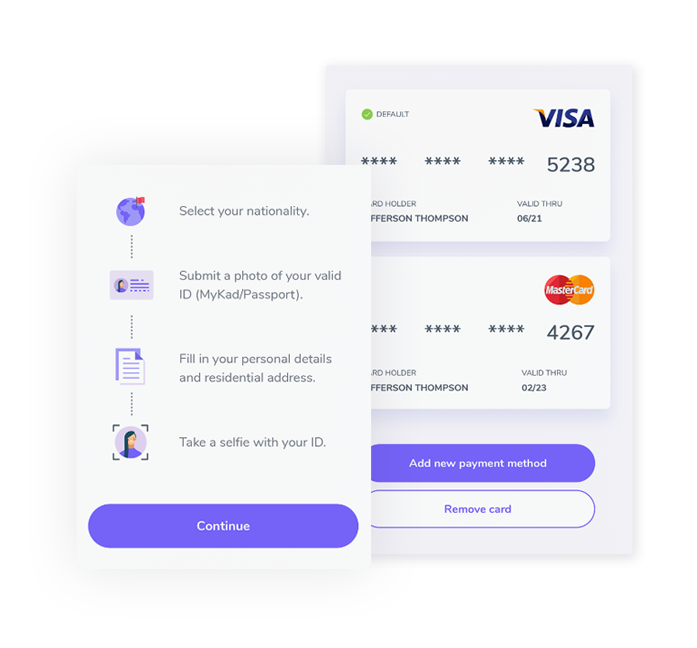 Select your nationality.
Submit a photo of your valid
ID (MyKad/Passport).
Fill in your personal details
and residential address.
Take a selfie with your ID.
Continue
DEFAULT
VISA
**** **** **** 5238
ARD HOLDER VALID THRU
EFFERSON THOMPSON 06/21
MasterCard
*** **** **** 4267
ARD HOLDER VALID THRU
EFFERSON THOMPSON 02/23
Add new payment method
Remove card